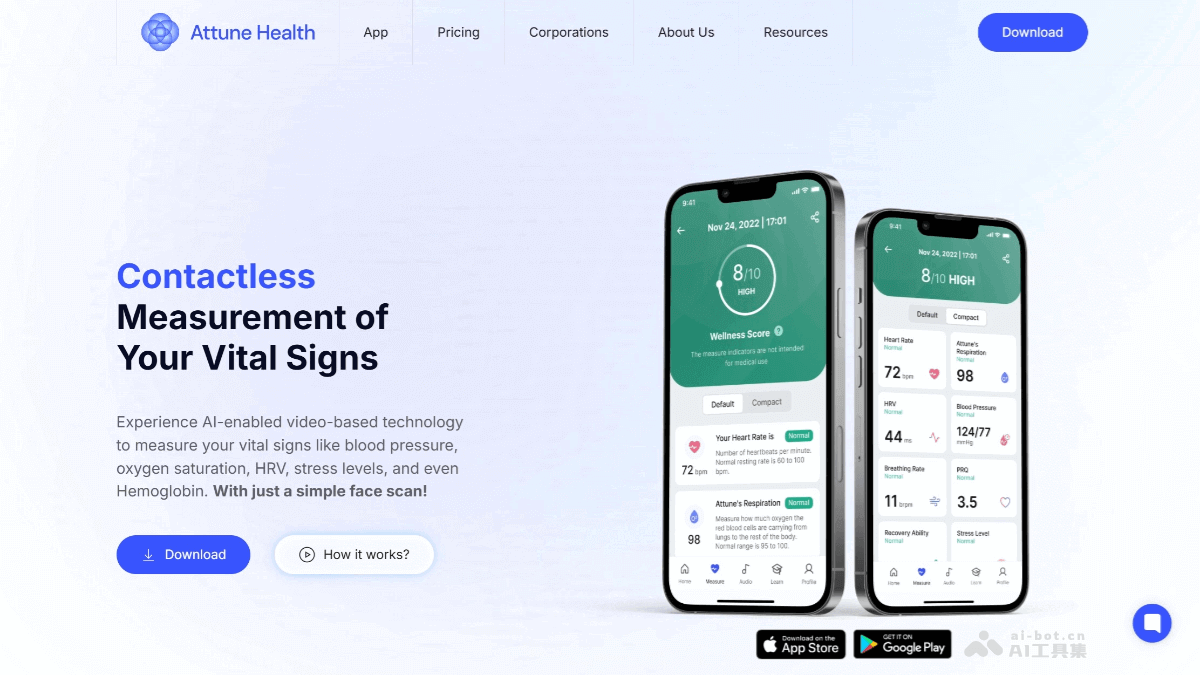 Attune Health
App
Pricing
Corporations
About Us
Resources
Download
Contactless
Measurement of
Your Vital Signs
Experience AI-enabled video-based technology
to measure your vital signs like blood pressure,
oxygen saturation, HRV, stress levels, and even
Hemoglobin. With just a simple face scan!
Download
How it works?
9:41
Nov 24, 2022 | 17:01
8/10
HIGH
Wellness Score ?
The measure indicators are not intended
for medical use
Default
Compact
Your Heart Rate is
Normal
Number of heartbeats per minute.
Normal resting rate is 60 to 100
bpm.
72 bpm
Attune's Respiration
Normal
Measure how much oxygen the
red blood cells are carrying from
lungs to the rest of the body.
Normal range is 95 to 100.
98
Home
Measure
Audio
Learn
Profile
9:41
Nov 24, 2022 | 17:01
8/10 HIGH
Default
Compact
Heart Rate
Normal
72 bpm
Attune's
Respiration
Normal
98
HRV
Normal
44 ms
Blood Pressure
Normal
124/77
mmHg
Breathing Rate
Normal
11 brpm
PRQ
Normal
3.5
Recovery Ability
Normal
Stress Level
Normal
Home
Measure
Audio
Learn
Profile
Download on the
App Store
GET IT ON
Google Play
ai-bot.cn
AI工具集